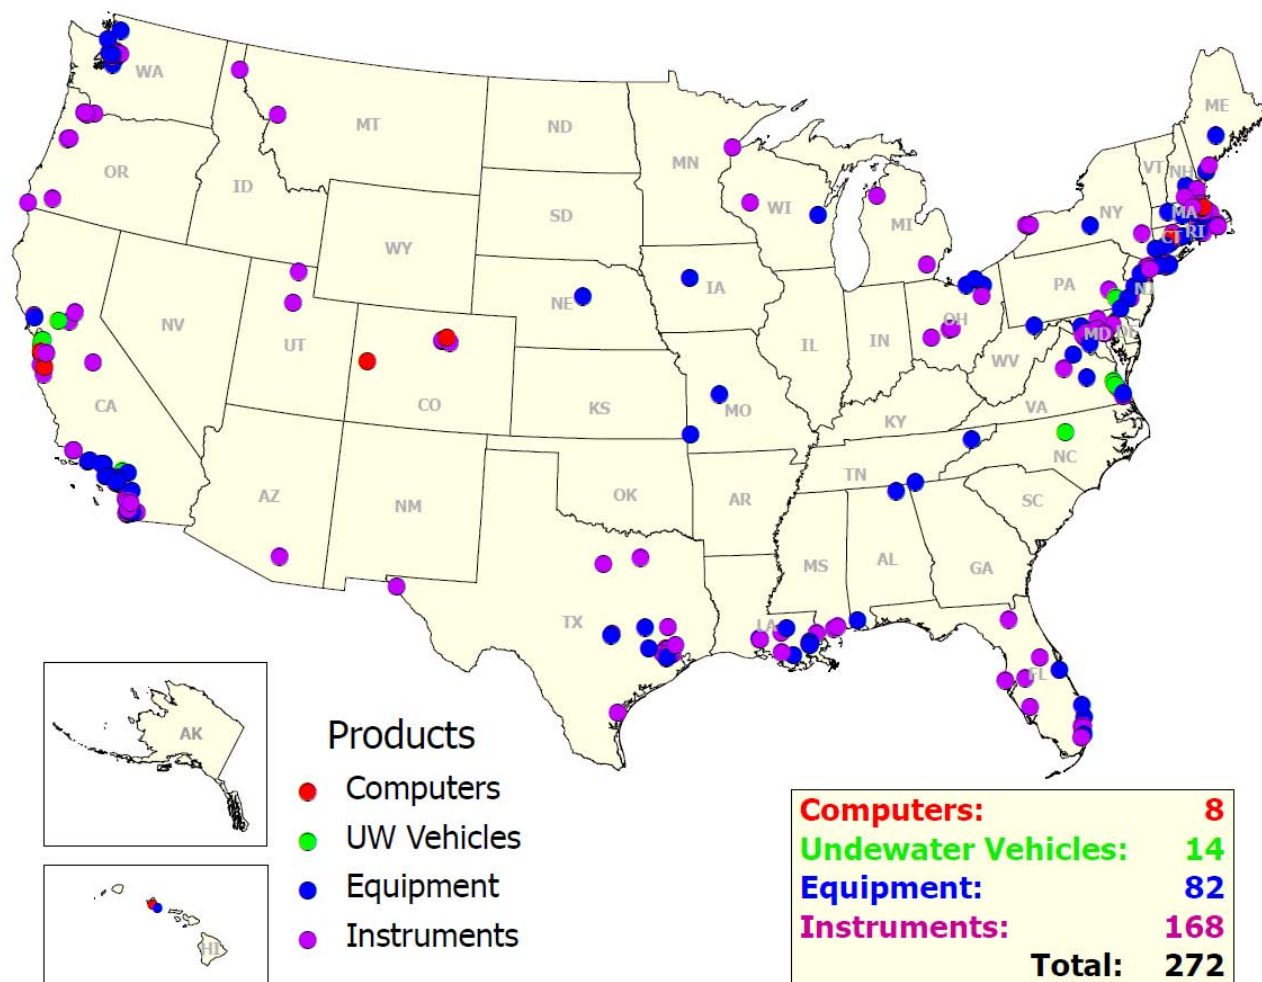 WA
ME
MT
ND
MN
VT
NH
OR
ID
SD
WI
MI
NY
MA
CT
RI
WY
IA
PA
NJ
NE
NV
UT
IL
IN
OH
MD
DE
WV
CA
CO
KS
MO
KY
VA
TN
NC
AZ
NM
OK
AR
SC
MS
AL
GA
TX
LA
FL
AK
HI
Products
Computers
UW Vehicles
Equipment
Instruments
Computers: 8
Undewater Vehicles: 14
Equipment: 82
Instruments: 168
Total: 272